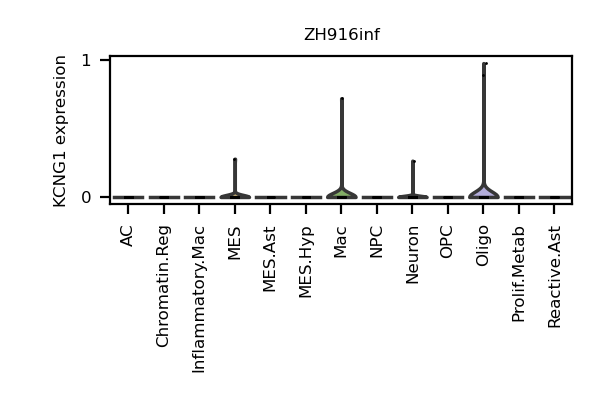 ZH916inf
KCNG1 expression
1
0
AC
Chromatin.Reg
Inflammatory.Mac
MES
MES.Ast
MES.Hyp
Mac
NPC
Neuron
OPC
Oligo
Prolif.Metab
Reactive.Ast